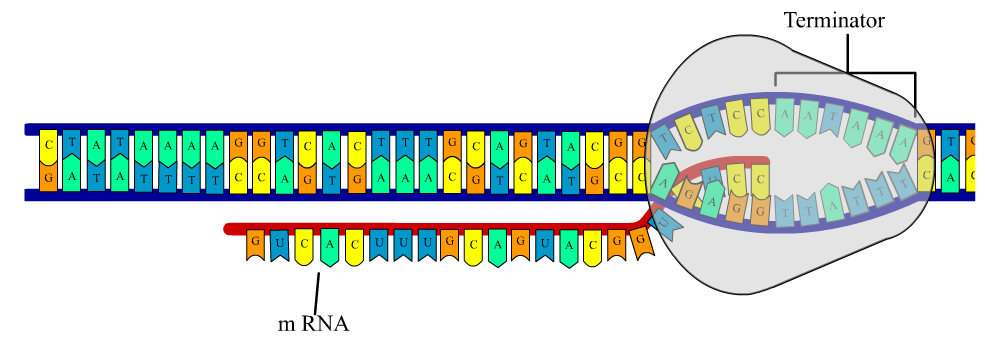 Terminator
C T A T A A A A G G T C A C T T T G C A G T A C G G T C T C C A A T A A A G T G
G A T A T T T T C C A G T G A A A C G T C A T G C C A G A G G T T A T T T C A C
G U C A C U U U G C A G U A C G G U U C C
m RNA